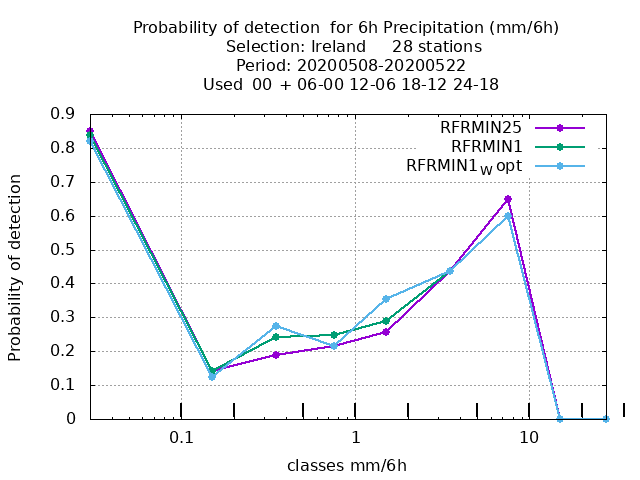 Probability of detection  for 6h Precipitation (mm/6h)
Selection: Ireland     28 stations
Period: 20200508-20200522
Used  00 + 06-00 12-06 18-12 24-18
RFRMIN25
RFRMIN1
RFRMIN1W opt
Probability of detection
0.9
0.8
0.7
0.6
0.5
0.4
0.3
0.2
0.1
0
0.1 1 10
classes mm/6h